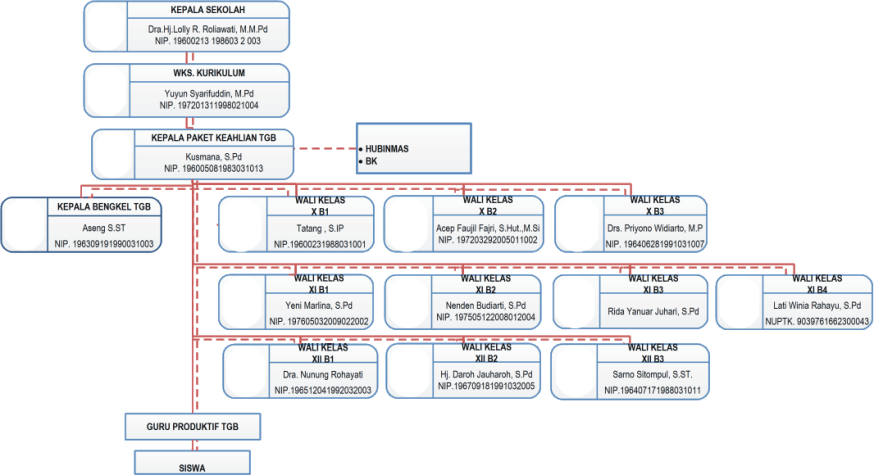 KEPALA SEKOLAH
Dra.Hj.Lolly R. Roliawati, M.M.Pd
NIP. 19600213 198603 2 003
WKS. KURIKULUM
Yuyun Syarifuddin, M.Pd
NIP. 197201311998021004
KEPALA PAKET KEAHLIAN TGB
Kusmana, S.Pd
NIP. 196005081983031013
• HUBINMAS
• BK
KEPALA BENGKEL TGB
Aseng S.ST
NIP. 196309191990031003
WALI KELAS
X B1
Tatang , S.IP
NIP.19600231988031001
WALI KELAS
X B2
Acep Faujil Fajri, S.Hut.,M.Si
NIP. 197203292005011002
WALI KELAS
X B3
Drs. Priyono Widiarto, M.P
NIP. 196406281991031007
WALI KELAS
XI B1
Yeni Marlina, S.Pd
NIP. 197605032009022002
WALI KELAS
XI B2
Nenden Budiarti, S.Pd
NIP. 197505122008012004
WALI KELAS
XI B3
Rida Yanuar Juhari, S.Pd
WALI KELAS
XI B4
Lati Winia Rahayu, S.Pd
NUPTK. 9039761662300043
WALI KELAS
XII B1
Dra. Nunung Rohayati
NIP.196512041992032003
WALI KELAS
XII B2
Hj. Daroh Jauharoh, S.Pd
NIP.196709181991032005
WALI KELAS
XII B3
Sarno Sitompul, S.ST.
NIP.196407171988031011
GURU PRODUKTIF TGB
SISWA